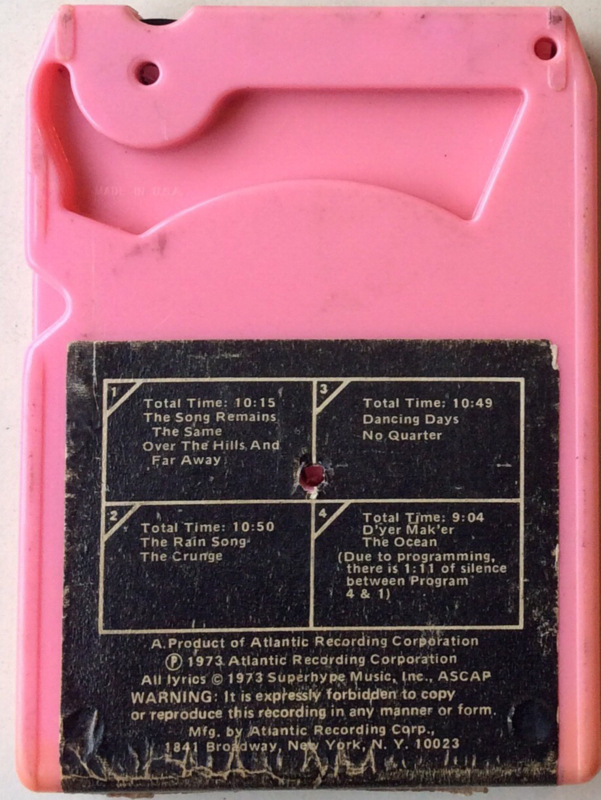 MADE IN U.S.A.
1
Total Time: 10:15
The Song Remains
The Same
Over The Hills And
Far Away
3
Total Time: 10:49
Dancing Days
No Quarter
2
Total Time: 10:50
The Rain Song
The Crunge
4
Total Time: 9:04
D'yer Mak'er
The Ocean
(Due to programming,
there is 1:11 of silence
between Program
4 & 1)
A Product of Atlantic Recording Corporation
Ⓟ 1973 Atlantic Recording Corporation
All lyrics © 1973 Superhype Music, Inc., ASCAP
WARNING: It is expressly forbidden to copy
or reproduce this recording in any manner or form.
Mfg. by Atlantic Recording Corp.,
1841 Broadway, New York, N. Y. 10023